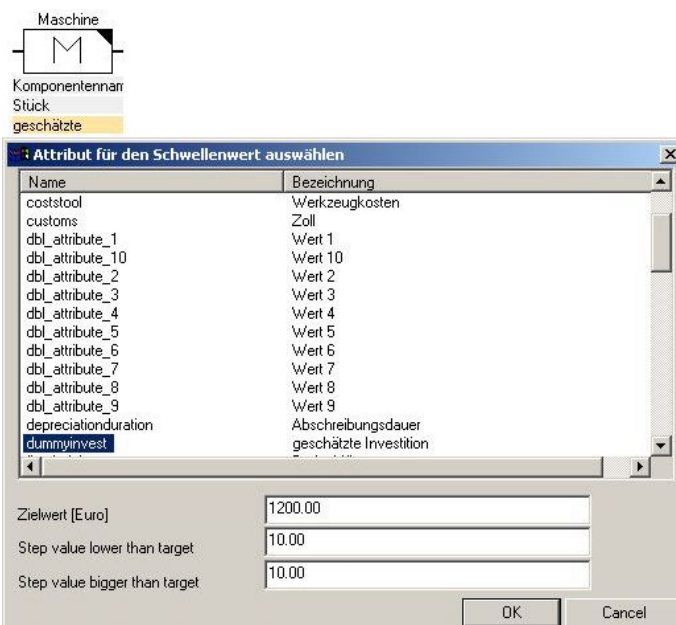 Maschine
M
Komponentennam
Stück
geschätzte
Attribut für den Schwellenwert auswählen
Name Bezeichnung
coststool Werkzeugkosten
customs Zoll
dbl_attribute_1 Wert 1
dbl_attribute_10 Wert 10
dbl_attribute_2 Wert 2
dbl_attribute_3 Wert 3
dbl_attribute_4 Wert 4
dbl_attribute_5 Wert 5
dbl_attribute_6 Wert 6
dbl_attribute_7 Wert 7
dbl_attribute_8 Wert 8
dbl_attribute_9 Wert 9
depreciationduration Abschreibungsdauer
dummyinvest geschätzte Investition
Zielwert [Euro] 1200.00
Step value lower than target 10.00
Step value bigger than target 10.00
OK Cancel